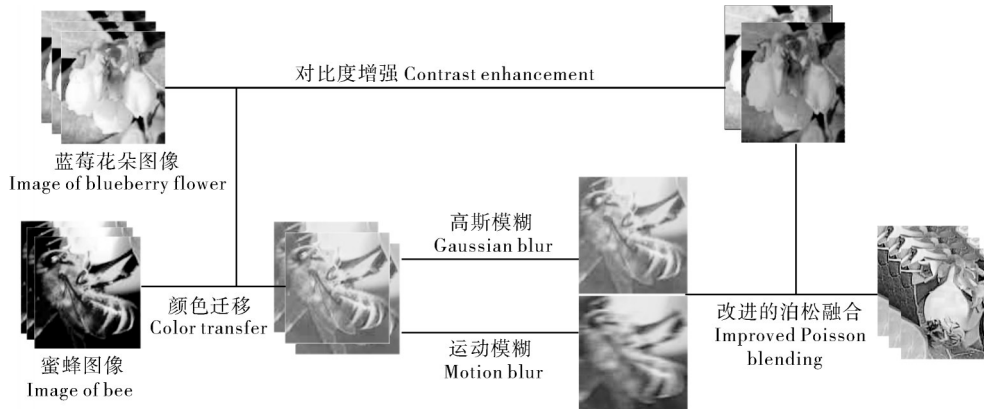 对比度增强 Contrast enhancement
蓝莓花朵图像
Image of blueberry flower
高斯模糊
Gaussian blur
颜色迁移
Color transfer
改进的泊松融合
Improved Poisson
blending
运动模糊
Motion blur
蜜蜂图像
Image of bee